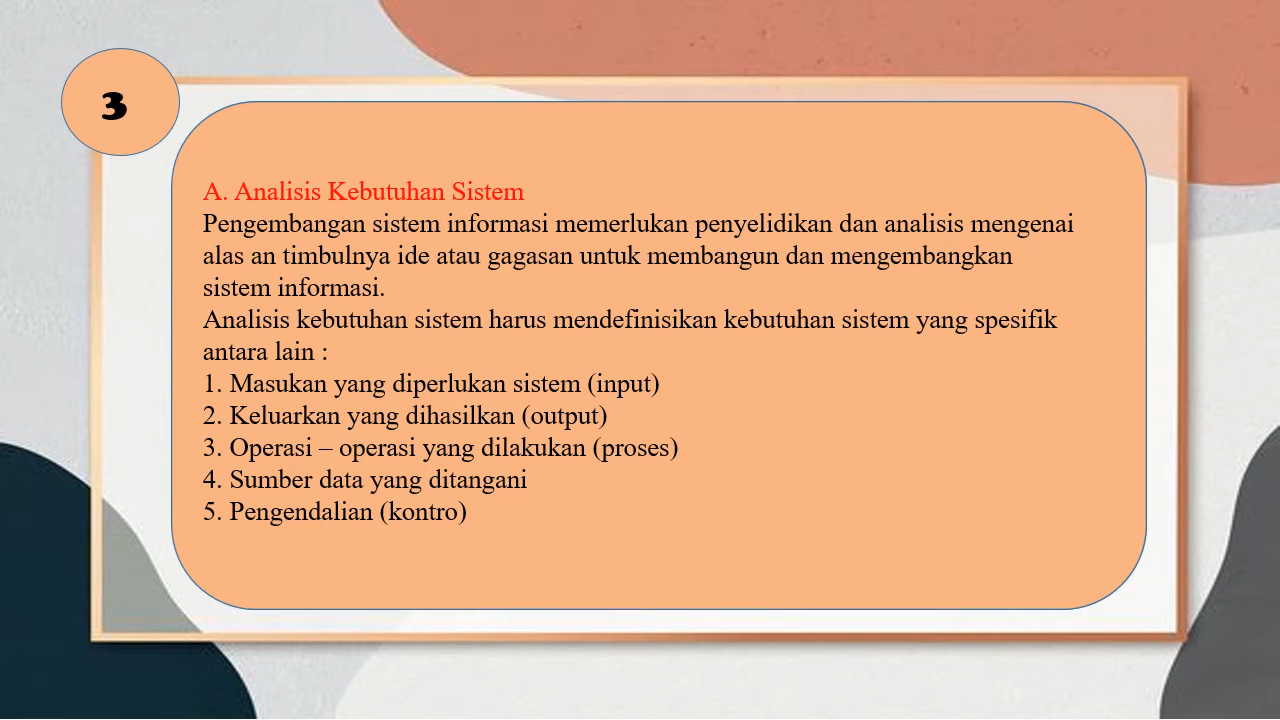 3
A. Analisis Kebutuhan Sistem
Pengembangan sistem informasi memerlukan penyelidikan dan analisis mengenai
alas an timbulnya ide atau gagasan untuk membangun dan mengembangkan
sistem informasi.
Analisis kebutuhan sistem harus mendefinisikan kebutuhan sistem yang spesifik
antara lain :
1. Masukan yang diperlukan sistem (input)
2. Keluarkan yang dihasilkan (output)
3. Operasi – operasi yang dilakukan (proses)
4. Sumber data yang ditangani
5. Pengendalian (kontro)